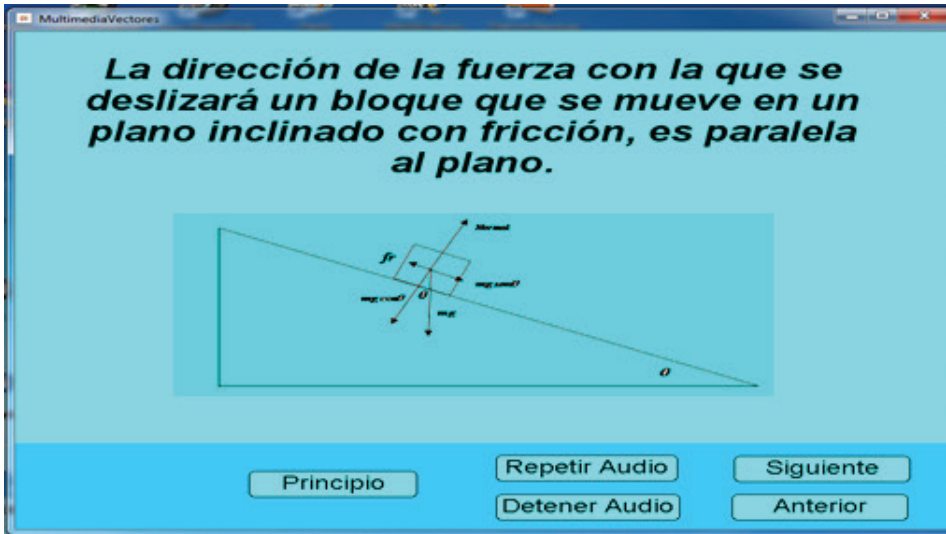 MultimediaVectores
La dirección de la fuerza con la que se
deslizará un bloque que se mueve en un
plano inclinado con fricción, es paralela
al plano.
Normal
fr
mg senθ
mg cosθ
θ
mg
θ
Principio
Repetir Audio
Siguiente
Detener Audio
Anterior